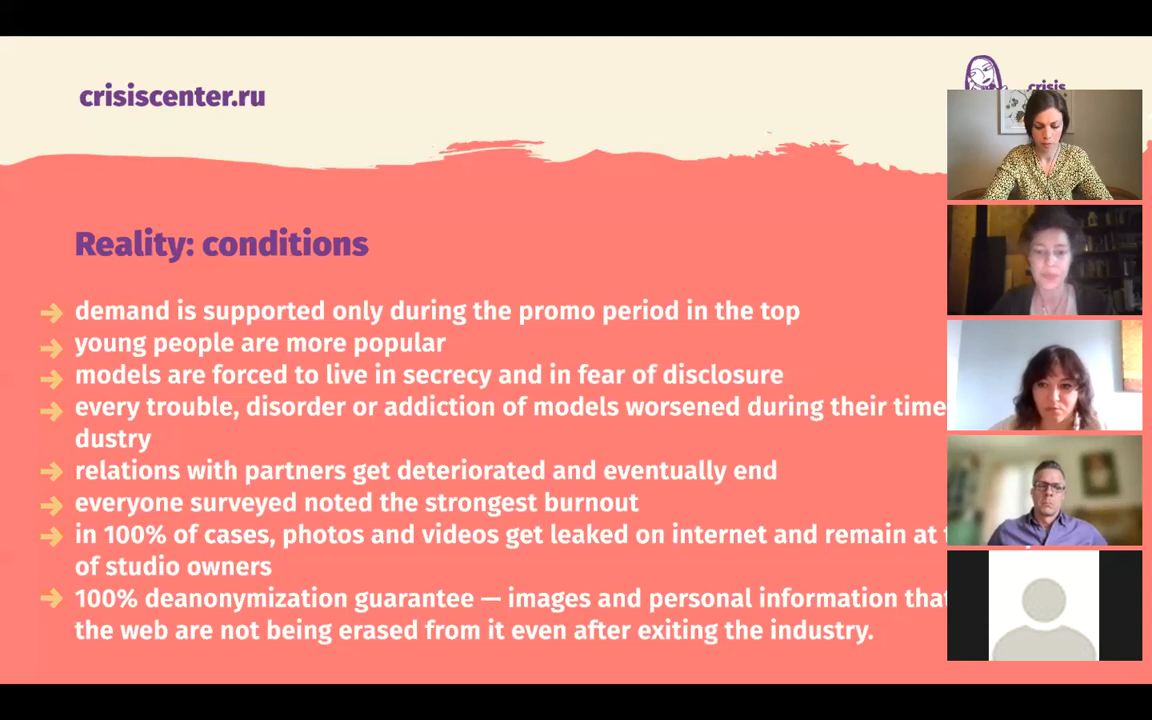 crisiscenter.ru
crisis
Reality: conditions
demand is supported only during the promo period in the top
young people are more popular
models are forced to live in secrecy and in fear of disclosure
every trouble, disorder or addiction of models worsened during their time
dustry
relations with partners get deteriorated and eventually end
everyone surveyed noted the strongest burnout
in 100% of cases, photos and videos get leaked on internet and remain at
of studio owners
100% deanonymization guarantee — images and personal information that
the web are not being erased from it even after exiting the industry.